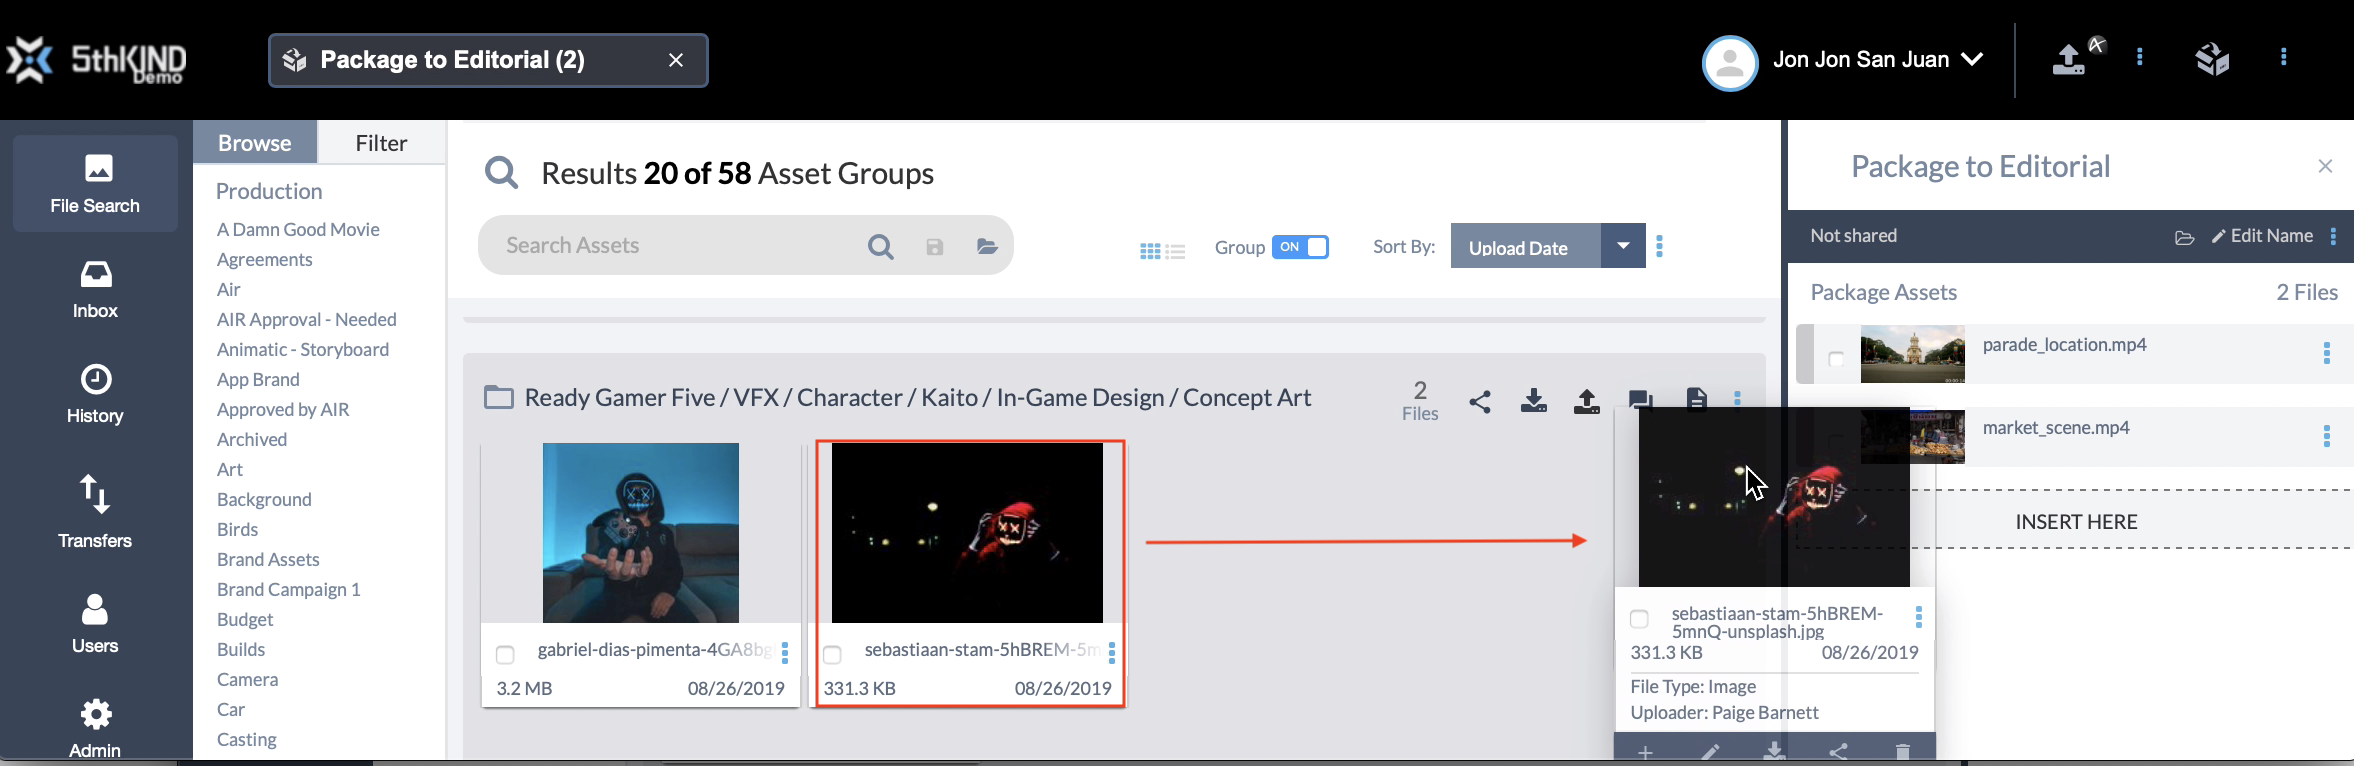 5thKIND
Demo
Package to Editorial (2)
Jon Jon San Juan
File Search
Inbox
History
Transfers
Users
Admin
Browse
Filter
Production
A Damn Good Movie
Agreements
Air
AIR Approval - Needed
Animatic - Storyboard
App Brand
Approved by AIR
Archived
Art
Background
Birds
Brand Assets
Brand Campaign 1
Budget
Builds
Camera
Car
Casting
Results 20 of 58 Asset Groups
Search Assets
Group ON
Sort By: Upload Date
Ready Gamer Five / VFX / Character / Kaito / In-Game Design / Concept Art
2
Files
gabriel-dias-pimenta-4GA8bg
3.2 MB 08/26/2019
sebastiaan-stam-5hBREM-5m
331.3 KB 08/26/2019
sebastiaan-stam-5hBREM-
5mnQ-unsplash.jpg
331.3 KB 08/26/2019
File Type: Image
Uploader: Paige Barnett
Package to Editorial
Not shared
Edit Name
Package Assets 2 Files
parade_location.mp4
market_scene.mp4
INSERT HERE